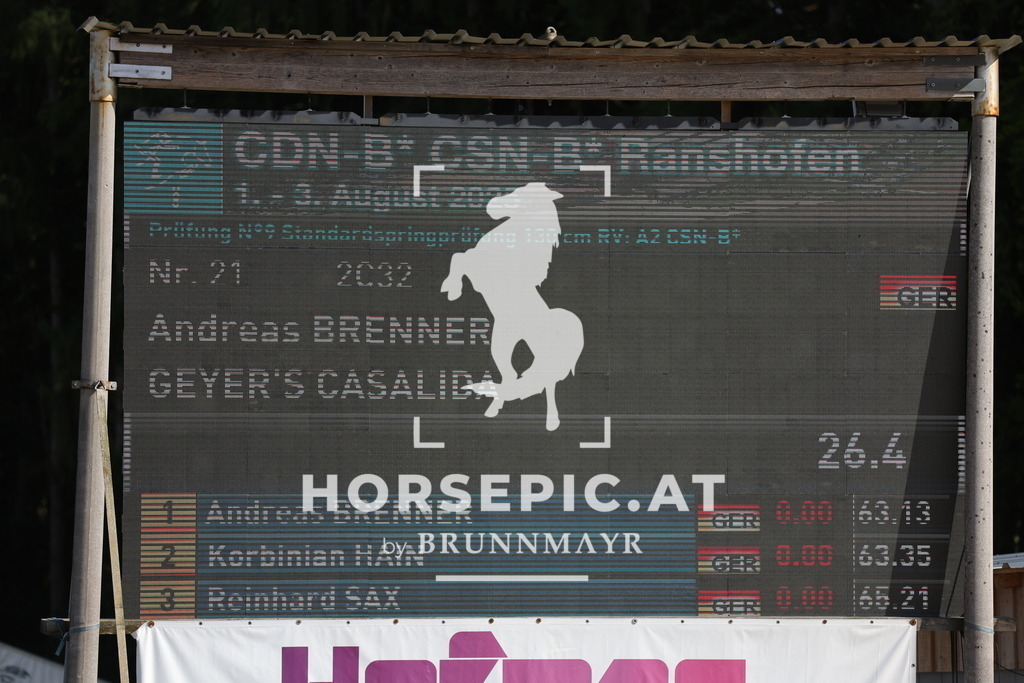 CDN-B* CSN-B* Ranshofen
1. - 3. August
Prüfung N°9 Standardspringprüfung 130 cm RV: A2 CSN-B*
Nr. 21 2C32
GER
Andreas BRENNER
GEYER'S CASALIDA
26.4
HORSEPIC.AT
by BRUNNMAYR
1 Andreas BRENNER GER 0.00 63.13
2 Korbinian HAYN GER 0.00 63.35
3 Reinhard SAX GER 0.00 65.21